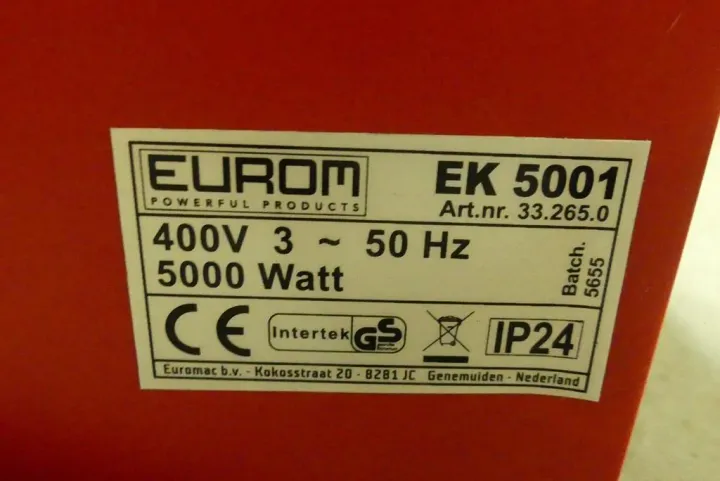 EUROM
POWERFUL PRODUCTS
EK 5001
Art.nr. 33.265.0
400V 3 ~ 50 Hz
5000 Watt
Batch.
5655
CE
Intertek
GS
IP24
Euromac b.v. - Kokosstraat 20 - 8281 JC Genemuiden - Nederland